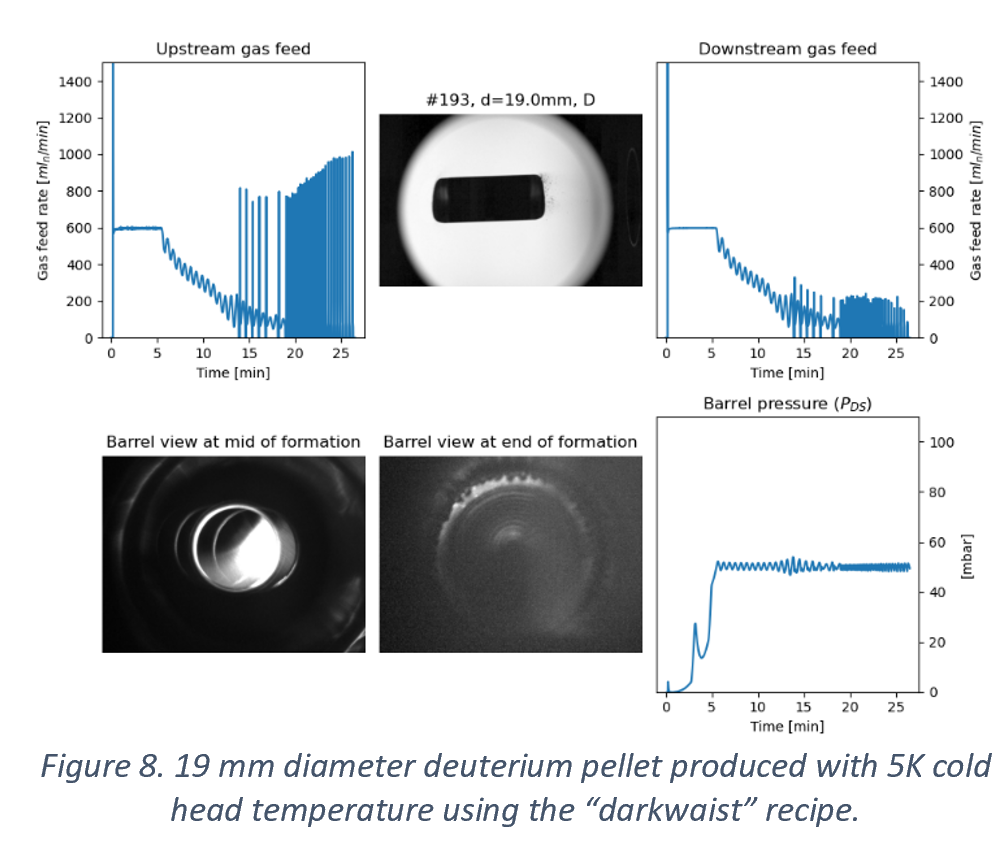 Upstream gas feed
1400
1200
1000
800
600
400
200
0
Gas feed rate [mlₙ/min]
0 5 10 15 20 25
Time [min]
#193, d=19.0mm, D
Downstream gas feed
1400
1200
1000
800
600
400
200
0
Gas feed rate [mlₙ/min]
0 5 10 15 20 25
Time [min]
Barrel view at mid of formation
Barrel view at end of formation
Barrel pressure (P_DS)
100
80
60
40
20
0
[mbar]
0 5 10 15 20 25
Time [min]
Figure 8. 19 mm diameter deuterium pellet produced with 5K cold
head temperature using the “darkwaist” recipe.